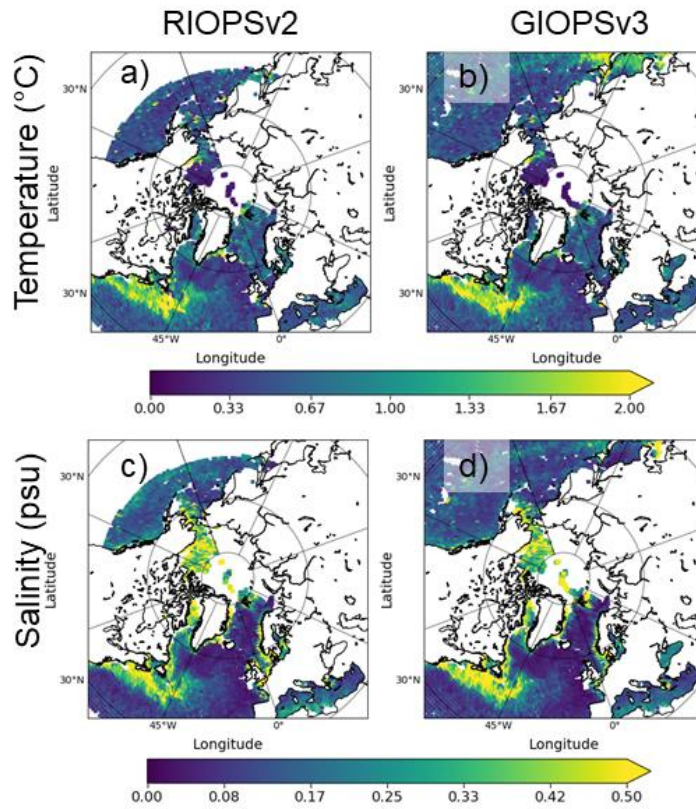 RIOPSv2 GIOPSv3
Temperature (°C)
a) b)
30°N 30°N
Latitude Latitude
30°N 30°N
45°W 0° 45°W 0°
Longitude Longitude
0.00 0.33 0.67 1.00 1.33 1.67 2.00
Salinity (psu)
c) d)
30°N 30°N
Latitude Latitude
30°N 30°N
45°W 0° 45°W 0°
Longitude Longitude
0.00 0.08 0.17 0.25 0.33 0.42 0.50